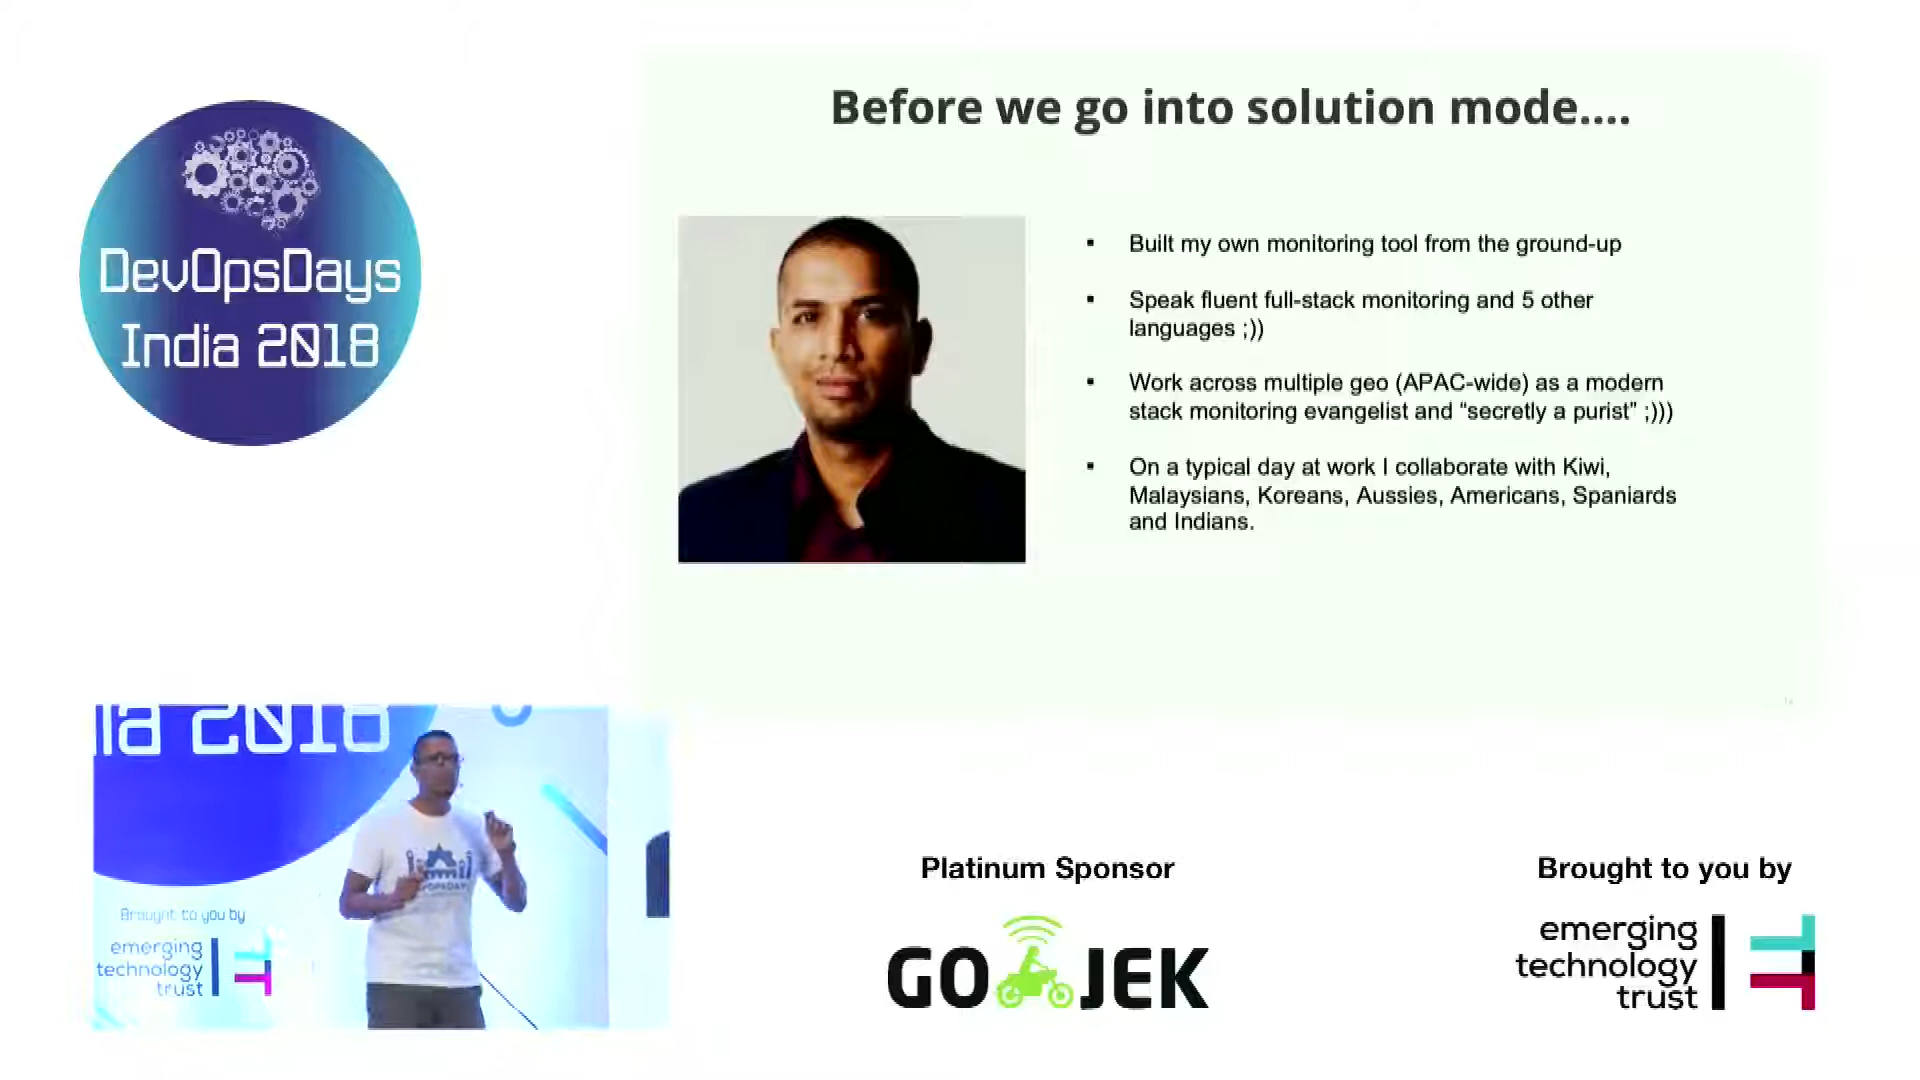 DevOpsDays
India 2018
Before we go into solution mode....
▪ Built my own monitoring tool from the ground-up
▪ Speak fluent full-stack monitoring and 5 other
languages ;))
▪ Work across multiple geo (APAC-wide) as a modern
stack monitoring evangelist and “secretly a purist” ;)))
▪ On a typical day at work I collaborate with Kiwi,
Malaysians, Koreans, Aussies, Americans, Spaniards
and Indians.
ia 2018
Brought to you by
emerging
technology
trust
Platinum Sponsor
GO JEK
Brought to you by
emerging
technology
trust